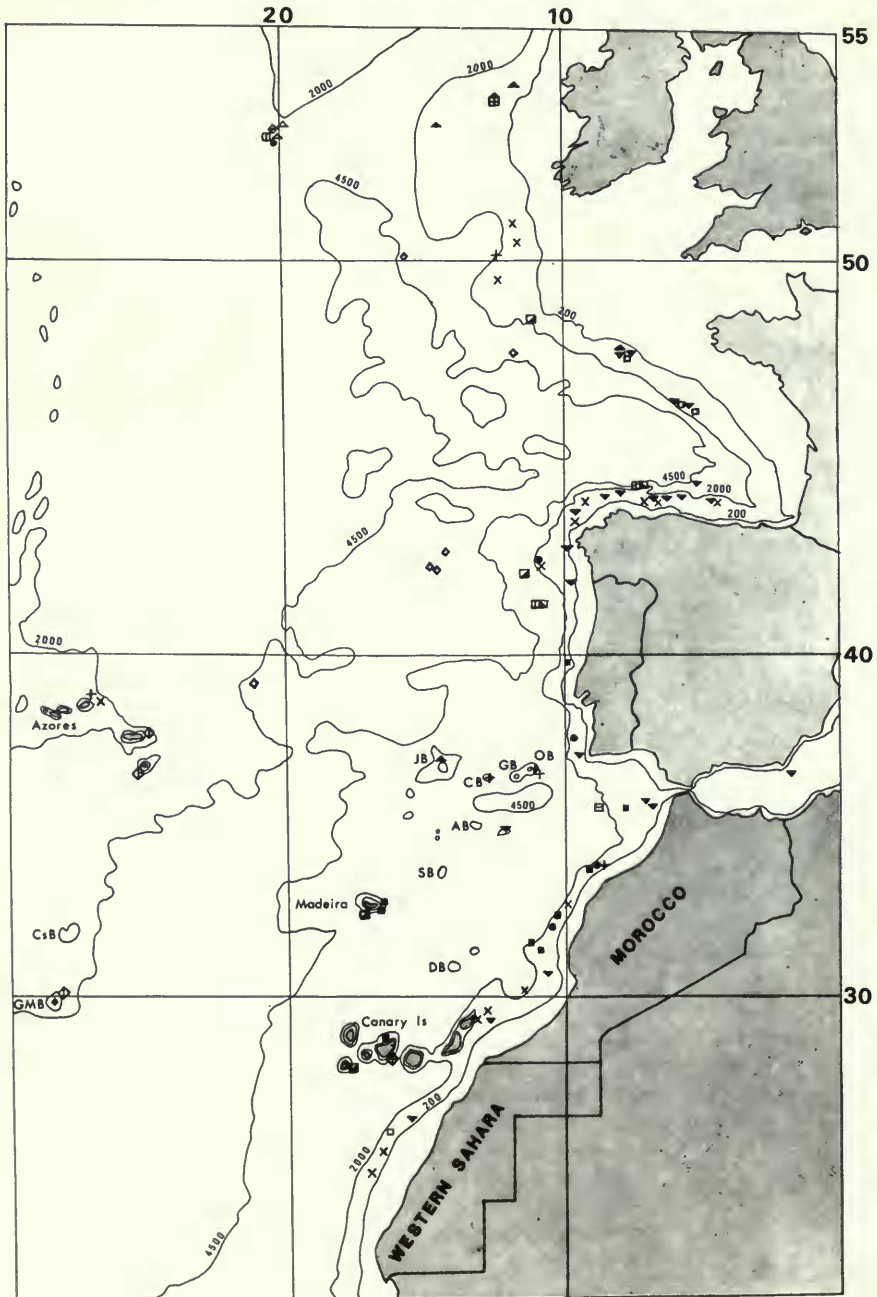 20 10
55
2000
2000
4500
50
200
4500
2000
200
4500
2000
40
Azores
JB
GB
OB
CB
4500
AB
SB
Madeira
CsB
MOROCCO
DB
30
GMB
Canary Is
200
2000
WESTERN SAHARA
4500